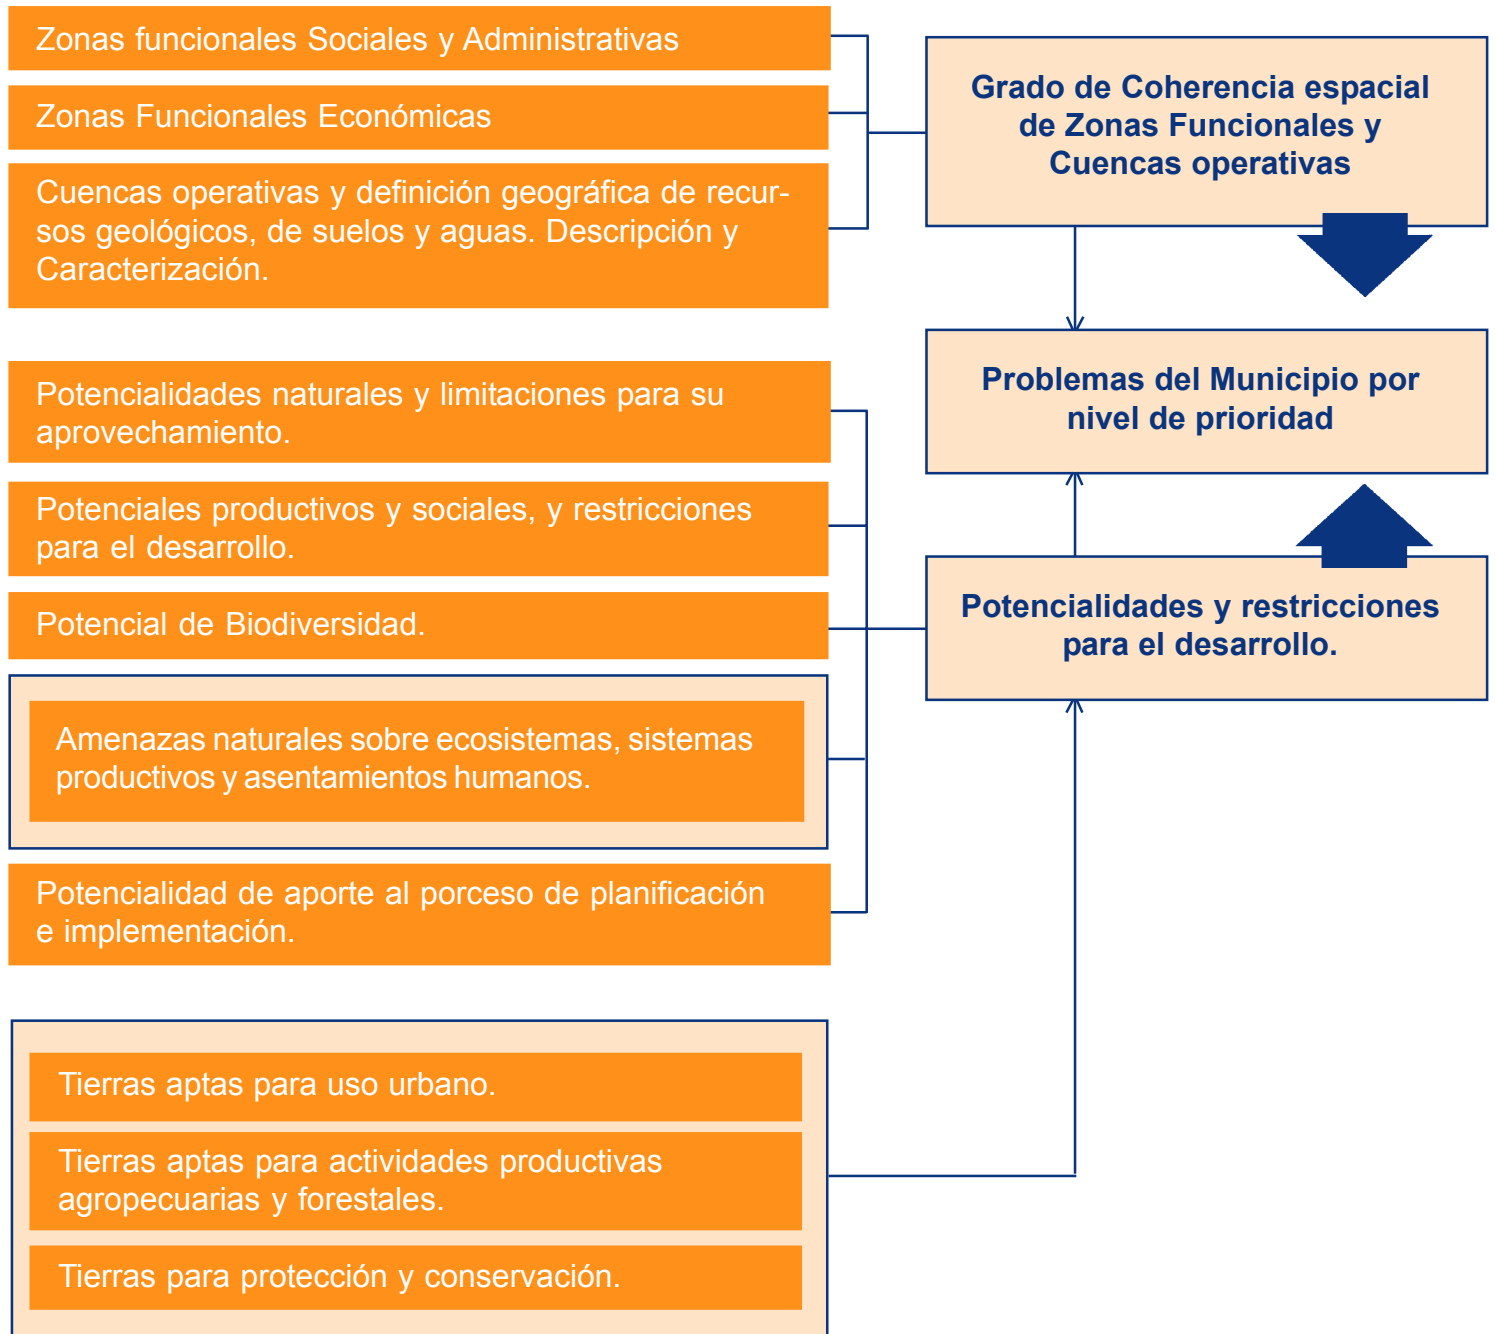 Zonas funcionales Sociales y Administrativas
Zonas Funcionales Económicas
Cuencas operativas y definición geográfica de recur-
sos geológicos, de suelos y aguas. Descripción y
Caracterización.
Grado de Coherencia espacial
de Zonas Funcionales y
Cuencas operativas
Problemas del Municipio por
nivel de prioridad
Potencialidades naturales y limitaciones para su
aprovechamiento.
Potenciales productivos y sociales, y restricciones
para el desarrollo.
Potencial de Biodiversidad.
Amenazas naturales sobre ecosistemas, sistemas
productivos y asentamientos humanos.
Potencialidad de aporte al porceso de planificación
e implementación.
Potencialidades y restricciones
para el desarrollo.
Tierras aptas para uso urbano.
Tierras aptas para actividades productivas
agropecuarias y forestales.
Tierras para protección y conservación.